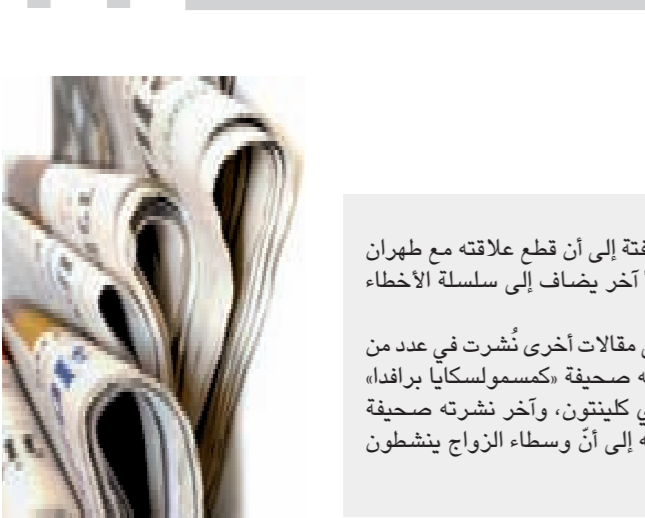 فتة إلى أن قطع علاقته مع طهران
آخر يضاف إلى سلسلة الأخطاء
مقالات أخرى نُشرت في عدد من
صحيفة «كمسمولسكايا برافدا»
ي كلينتون، وآخر نشرته صحيفة
إلى أنّ وسطاء الزواج ينشطون